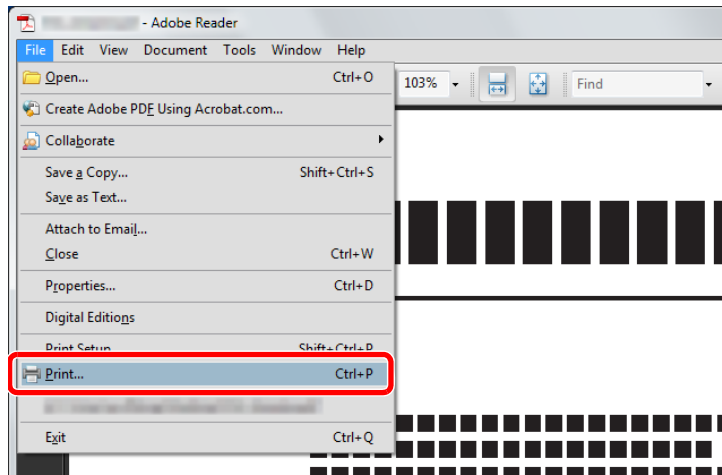 - Adobe Reader
File Edit View Document Tools Window Help
Open... Ctrl+O
103% Find
Create Adobe PDF Using Acrobat.com...
Collaborate
Save a Copy... Shift+Ctrl+S
Save as Text...
Attach to Email...
Close Ctrl+W
Properties... Ctrl+D
Digital Editions
Print Setup... Shift+Ctrl+P
Print... Ctrl+P
Exit Ctrl+Q